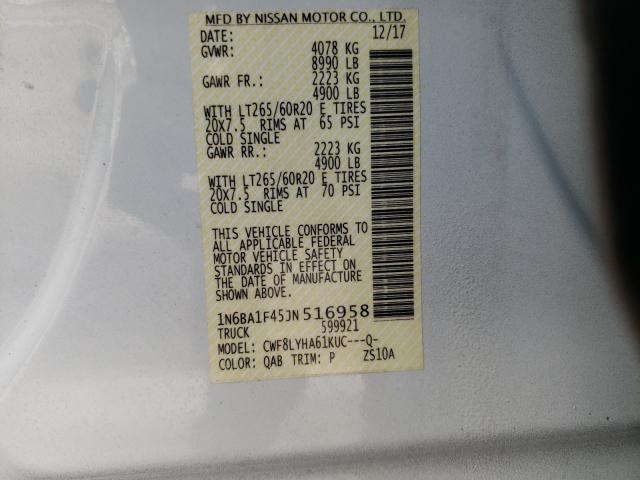 MFD BY NISSAN MOTOR CO., LTD.
DATE: 12/17
GVWR: 4078 KG
8990 LB
GAWR FR.: 2223 KG
4900 LB
WITH LT265/60R20 E TIRES
20X7.5 RIMS AT 65 PSI
COLD SINGLE
GAWR RR.: 2223 KG
4900 LB
WITH LT265/60R20 E TIRES
20X7.5 RIMS AT 70 PSI
COLD SINGLE
THIS VEHICLE CONFORMS TO
ALL APPLICABLE FEDERAL
MOTOR VEHICLE SAFETY
STANDARDS IN EFFECT ON
THE DATE OF MANUFACTURE
SHOWN ABOVE.
1N6BA1F45JN516958
TRUCK 599921
MODEL: CWF8LYHA61KUC---Q-
COLOR: QAB TRIM: P ZS10A